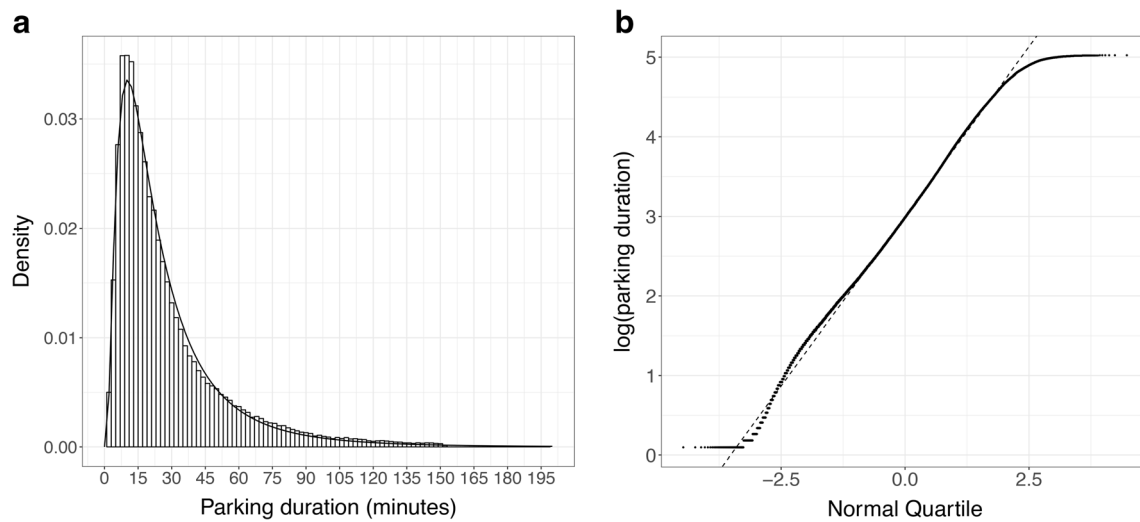 a
b
0.03
0.02
0.01
0.00
Density
0 15 30 45 60 75 90 105 120 135 150 165 180 195
Parking duration (minutes)
5
4
3
2
1
0
log(parking duration)
−2.5 0.0 2.5
Normal Quartile